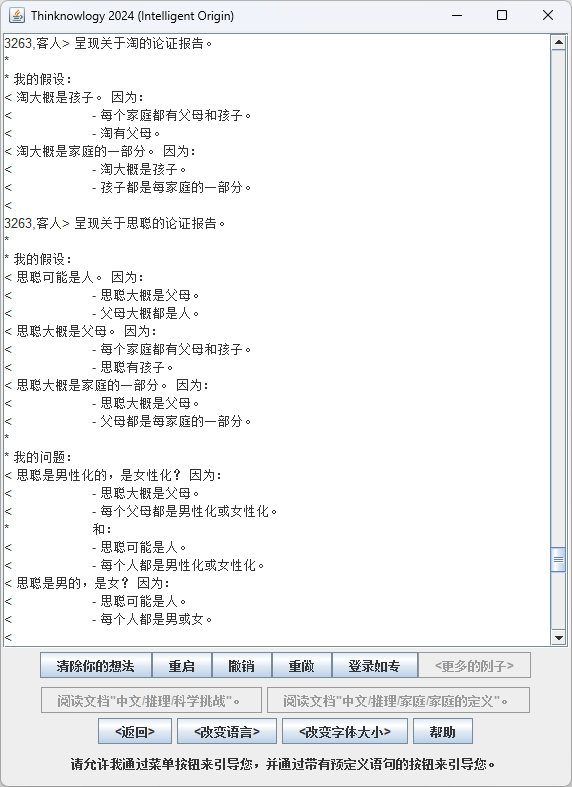 Thinknowlogy 2024 (Intelligent Origin)
3263,客人> 呈现关于淘的论证报告。
*
* 我的假设:
< 淘大概是孩子。 因为:
< - 每个家庭都有父母和孩子。
< - 淘有父母。
< 淘大概是家庭的一部分。 因为:
< - 淘大概是孩子。
< - 孩子都是每家庭的一部分。
<
3263,客人> 呈现关于思聪的论证报告。
*
* 我的假设:
< 思聪可能是人。 因为:
< - 思聪大概是父母。
< - 父母大概都是人。
< 思聪大概是父母。 因为:
< - 每个家庭都有父母和孩子。
< - 思聪有孩子。
< 思聪大概是家庭的一部分。 因为:
< - 思聪大概是父母。
< - 父母都是每家庭的一部分。
*
* 我的问题:
< 思聪是男性化的，是女性化? 因为:
< - 思聪大概是父母。
< - 每个父母都是男性化或女性化。
* 和:
< - 思聪可能是人。
< - 每个人都是男性化或女性化。
< 思聪是男的，是女? 因为:
< - 思聪可能是人。
< - 每个人都是男或女。
<
清除你的想法 重启 撤销 重做 登录如专 <更多的例子>
阅读文档"中文/推理/科学挑战"。 阅读文档"中文/推理/家庭/家庭的定义"。
<返回> <改变语言> <改变字体大小> 帮助
请允许我通过菜单按钮来引导您，并通过带有预定义语句的按钮来引导您。